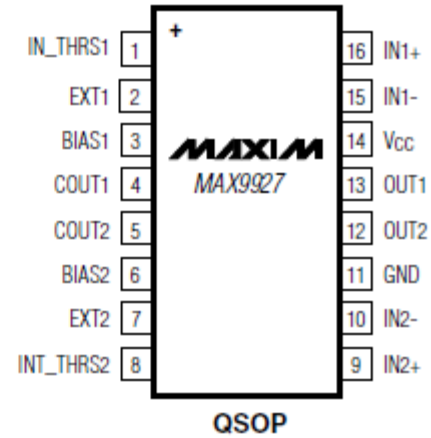 +
IN_THRS1 1 16 IN1+
EXT1 2 15 IN1-
BIAS1 3 MAXIM 14 VCC
COUT1 4 MAX9927 13 OUT1
COUT2 5 12 OUT2
BIAS2 6 11 GND
EXT2 7 10 IN2-
INT_THRS2 8 9 IN2+
QSOP